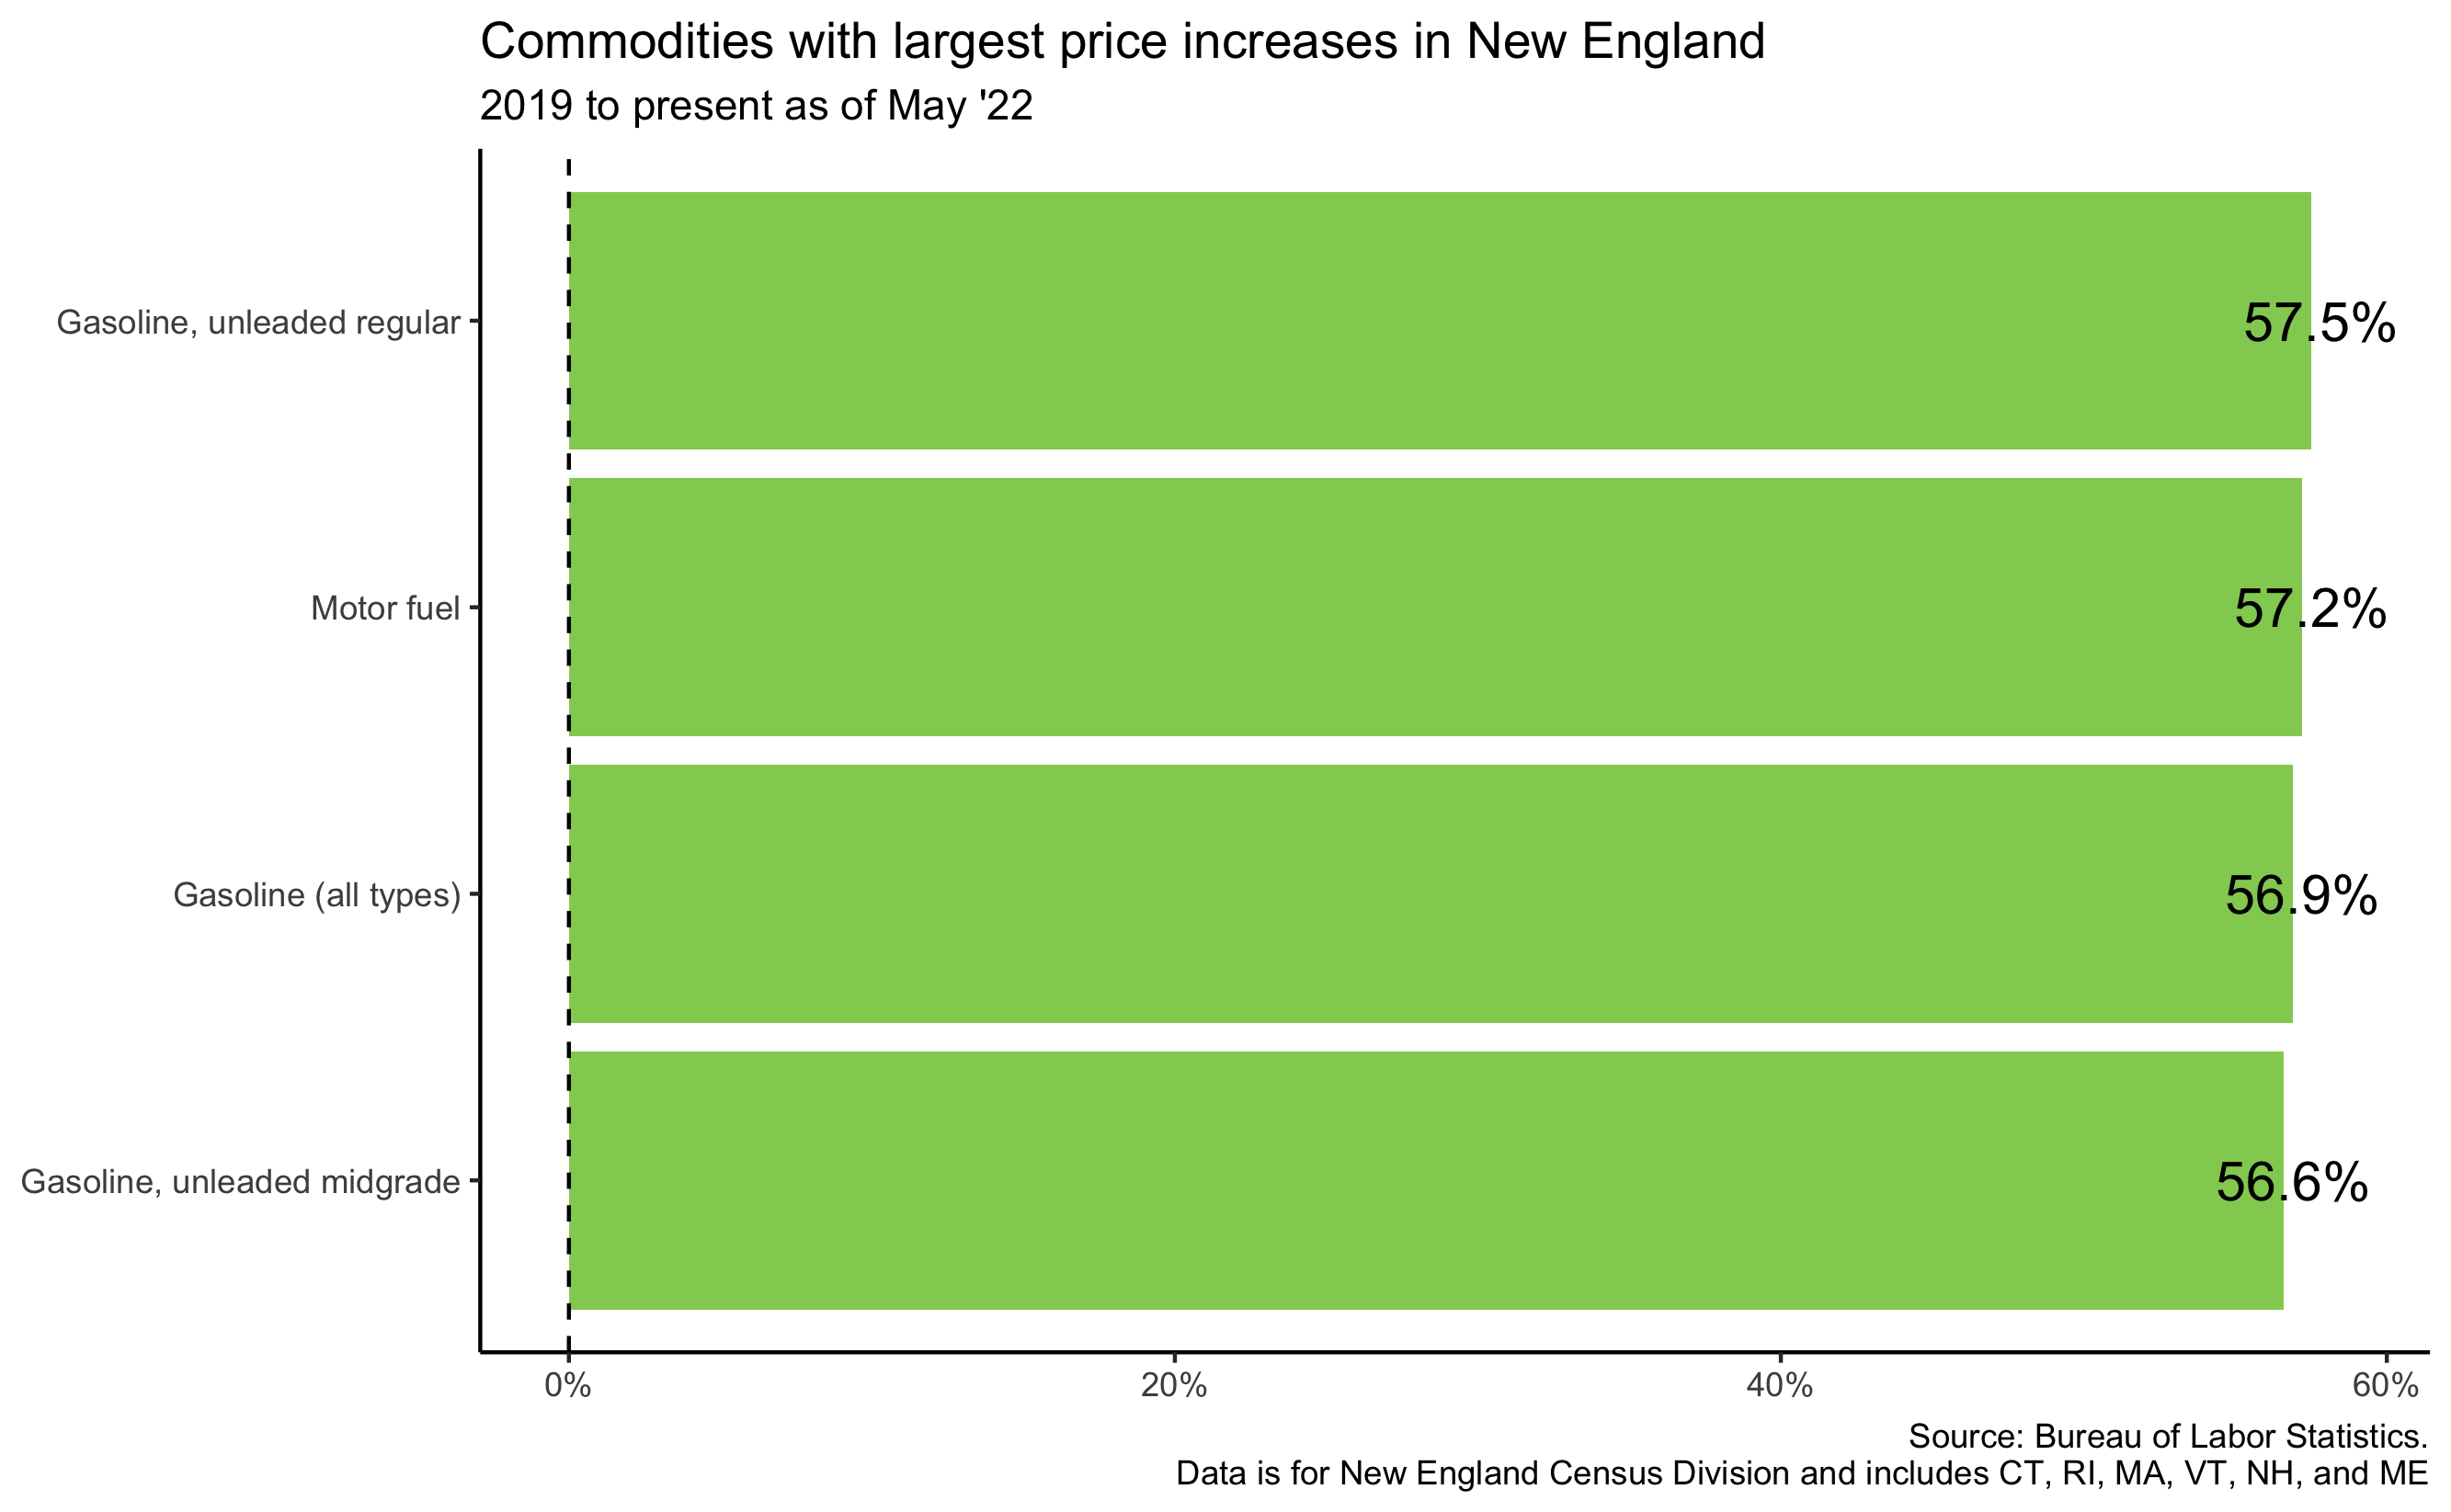 Commodities with largest price increases in New England
2019 to present as of May '22
Gasoline, unleaded regular
57.5%
Motor fuel
57.2%
Gasoline (all types)
56.9%
Gasoline, unleaded midgrade
56.6%
0%
20%
40%
60%
Source: Bureau of Labor Statistics.
Data is for New England Census Division and includes CT, RI, MA, VT, NH, and ME